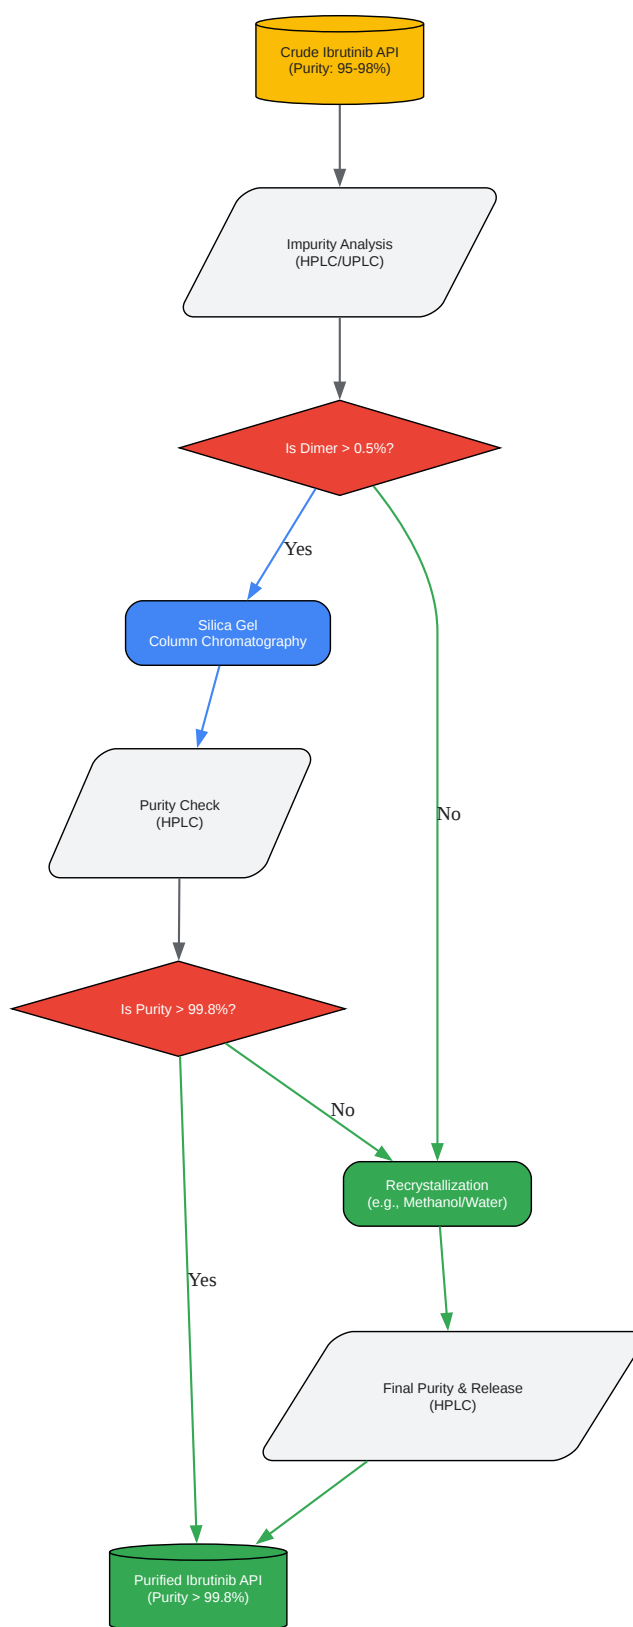 Crude Ibrutinib API
(Purity: 95-98%)
Impurity Analysis
(HPLC/UPLC)
Is Dimer > 0.5%?
Yes
Silica Gel
Column Chromatography
Purity Check
(HPLC)
No
Is Purity > 99.8%?
No
Recrystallization
(e.g., Methanol/Water)
Yes
Final Purity & Release
(HPLC)
Purified Ibrutinib API
(Purity > 99.8%)